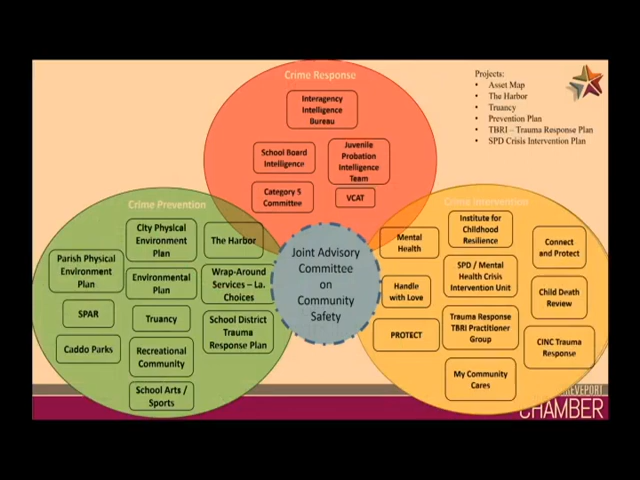 Crime Response
Interagency
Intelligence
Bureau
School Board
Intelligence
Juvenile
Probation
Intelligence
Team
Category 5
Committee
VCAT
Projects:
• Asset Map
• The Harbor
• Truancy
• Prevention Plan
• TBRI – Trauma Response Plan
• SPD Crisis Intervention Plan
Crime Prevention
City Physical
Environment
Plan
The Harbor
Parish Physical
Environment
Plan
Environmental
Plan
Wrap-Around
Services – La.
Choices
SPAR
Truancy
School District
Trauma
Response Plan
Caddo Parks
Recreational
Community
School Arts /
Sports
Joint Advisory
Committee
on
Community
Safety
Crime Intervention
Mental
Health
Institute for
Childhood
Resilience
Connect
and Protect
Handle
with Love
SPD / Mental
Health Crisis
Intervention Unit
Child Death
Review
PROTECT
Trauma Response
TBRI Practitioner
Group
CINC Trauma
Response
My Community
Cares
REVEPORT
CHAMBER